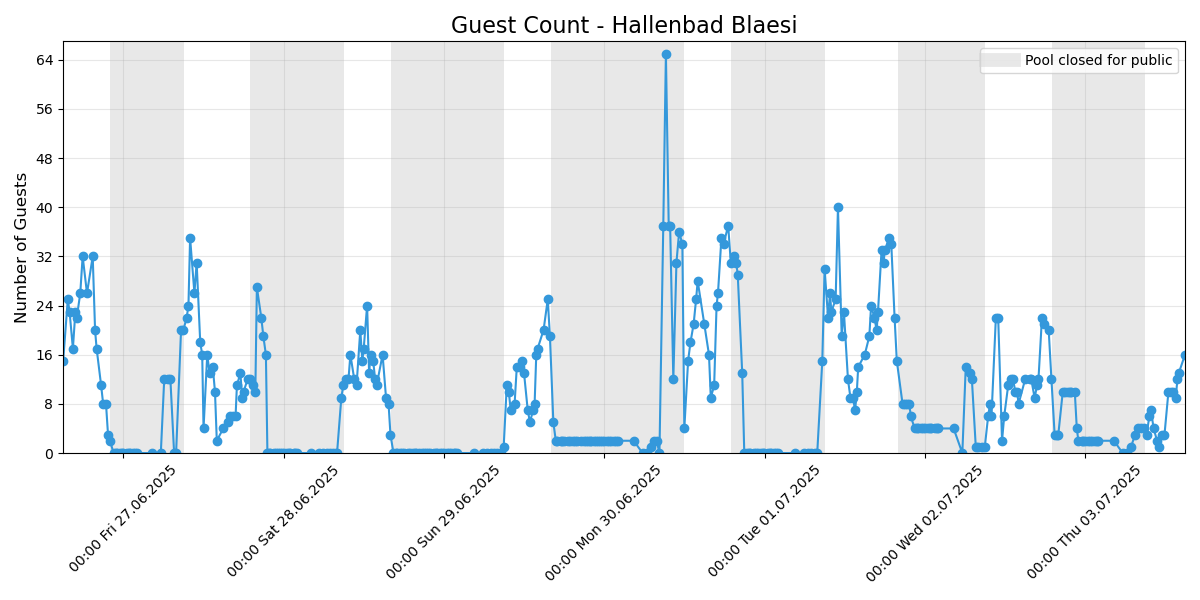 Guest Count - Hallenbad Blaesi
Pool closed for public
Number of Guests
64
56
48
40
32
24
16
8
0
00:00 Fri 27.06.2025
00:00 Sat 28.06.2025
00:00 Sun 29.06.2025
00:00 Mon 30.06.2025
00:00 Tue 01.07.2025
00:00 Wed 02.07.2025
00:00 Thu 03.07.2025